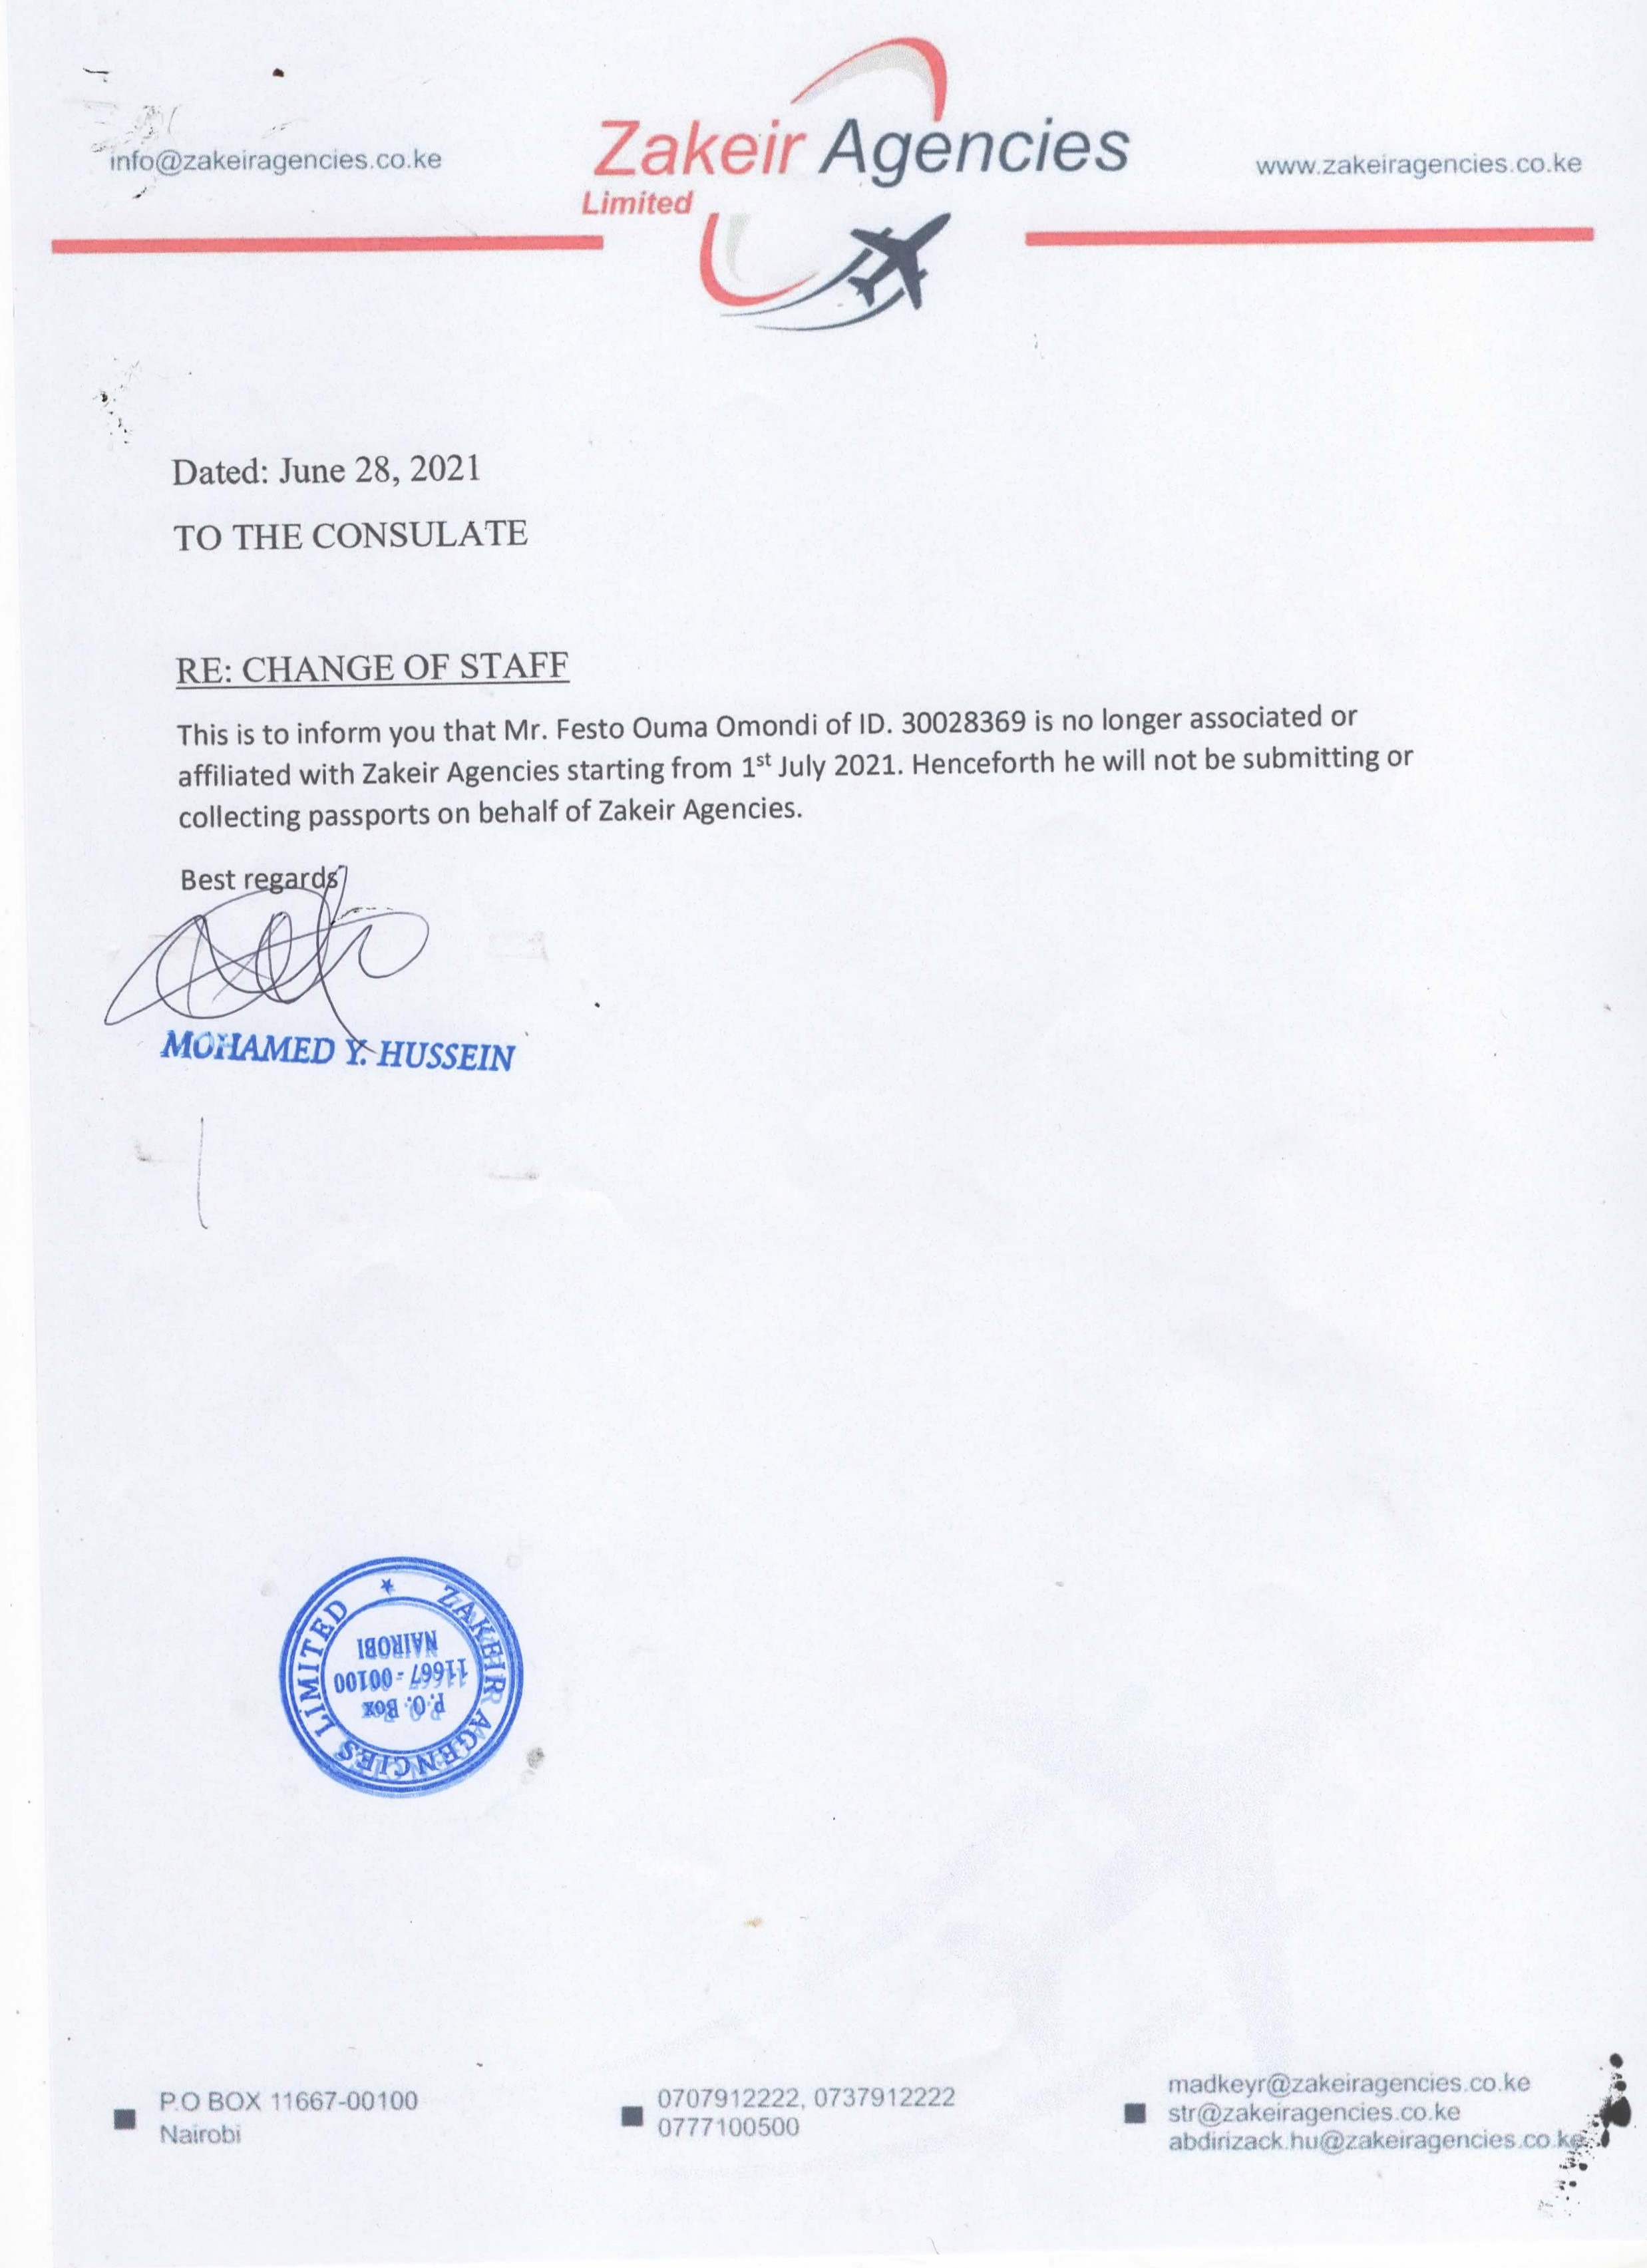 info@zakeiragencies.co.ke
Zakeir Agencies
Limited
www.zakeiragencies.co.ke
Dated: June 28, 2021
TO THE CONSULATE
RE: CHANGE OF STAFF
This is to inform you that Mr. Festo Ouma Omondi of ID. 30028369 is no longer associated or
affiliated with Zakeir Agencies starting from 1st July 2021. Henceforth he will not be submitting or
collecting passports on behalf of Zakeir Agencies.
Best regards
MOHAMED Y. HUSSEIN
ZAKEIR AGENCIES LIMITED
P.O. Box
11667 - 00100
NAIROBI
P.O BOX 11667-00100
Nairobi
0707912222, 0737912222
0777100500
madkeyr@zakeiragencies.co.ke
str@zakeiragencies.co.ke
abdirizack.hu@zakeiragencies.co.ke